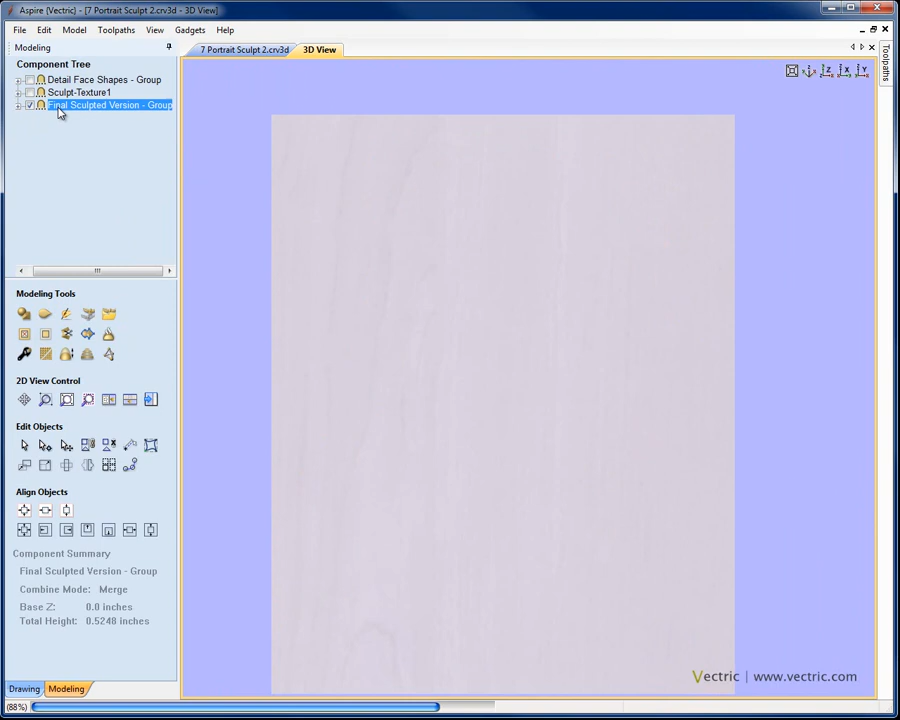 Aspire {Vectric} - [7 Portrait Sculpt 2.crv3d - 3D View]
File Edit Model Toolpaths View Gadgets Help
Modeling
7 Portrait Sculpt 2.crv3d
3D View
Toolpaths
Component Tree
Detail Face Shapes - Group
Sculpt-Texture1
Final Sculpted Version - Group
Modeling Tools
2D View Control
Edit Objects
Align Objects
Component Summary
Final Sculpted Version - Group
Combine Mode: Merge
Base Z: 0.0 inches
Total Height: 0.5248 inches
Vectric | www.vectric.com
Drawing
Modeling
(88%)